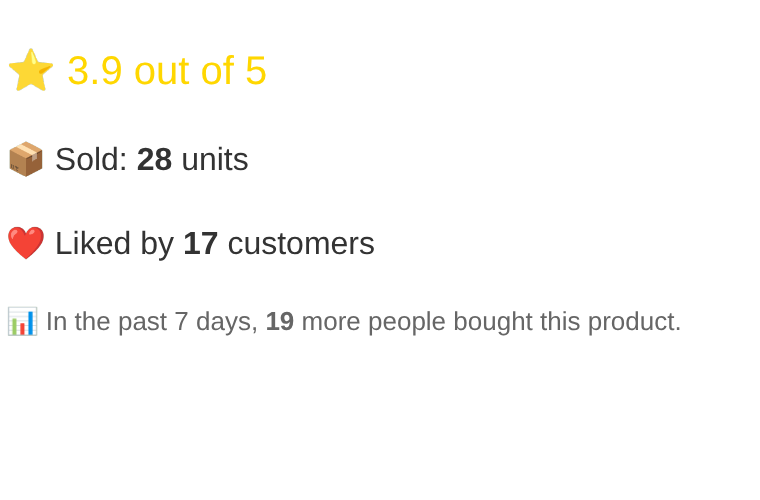 ⭐ 3.9 out of 5
📦 Sold: 28 units
❤️ Liked by 17 customers
📊 In the past 7 days, 19 more people bought this product.